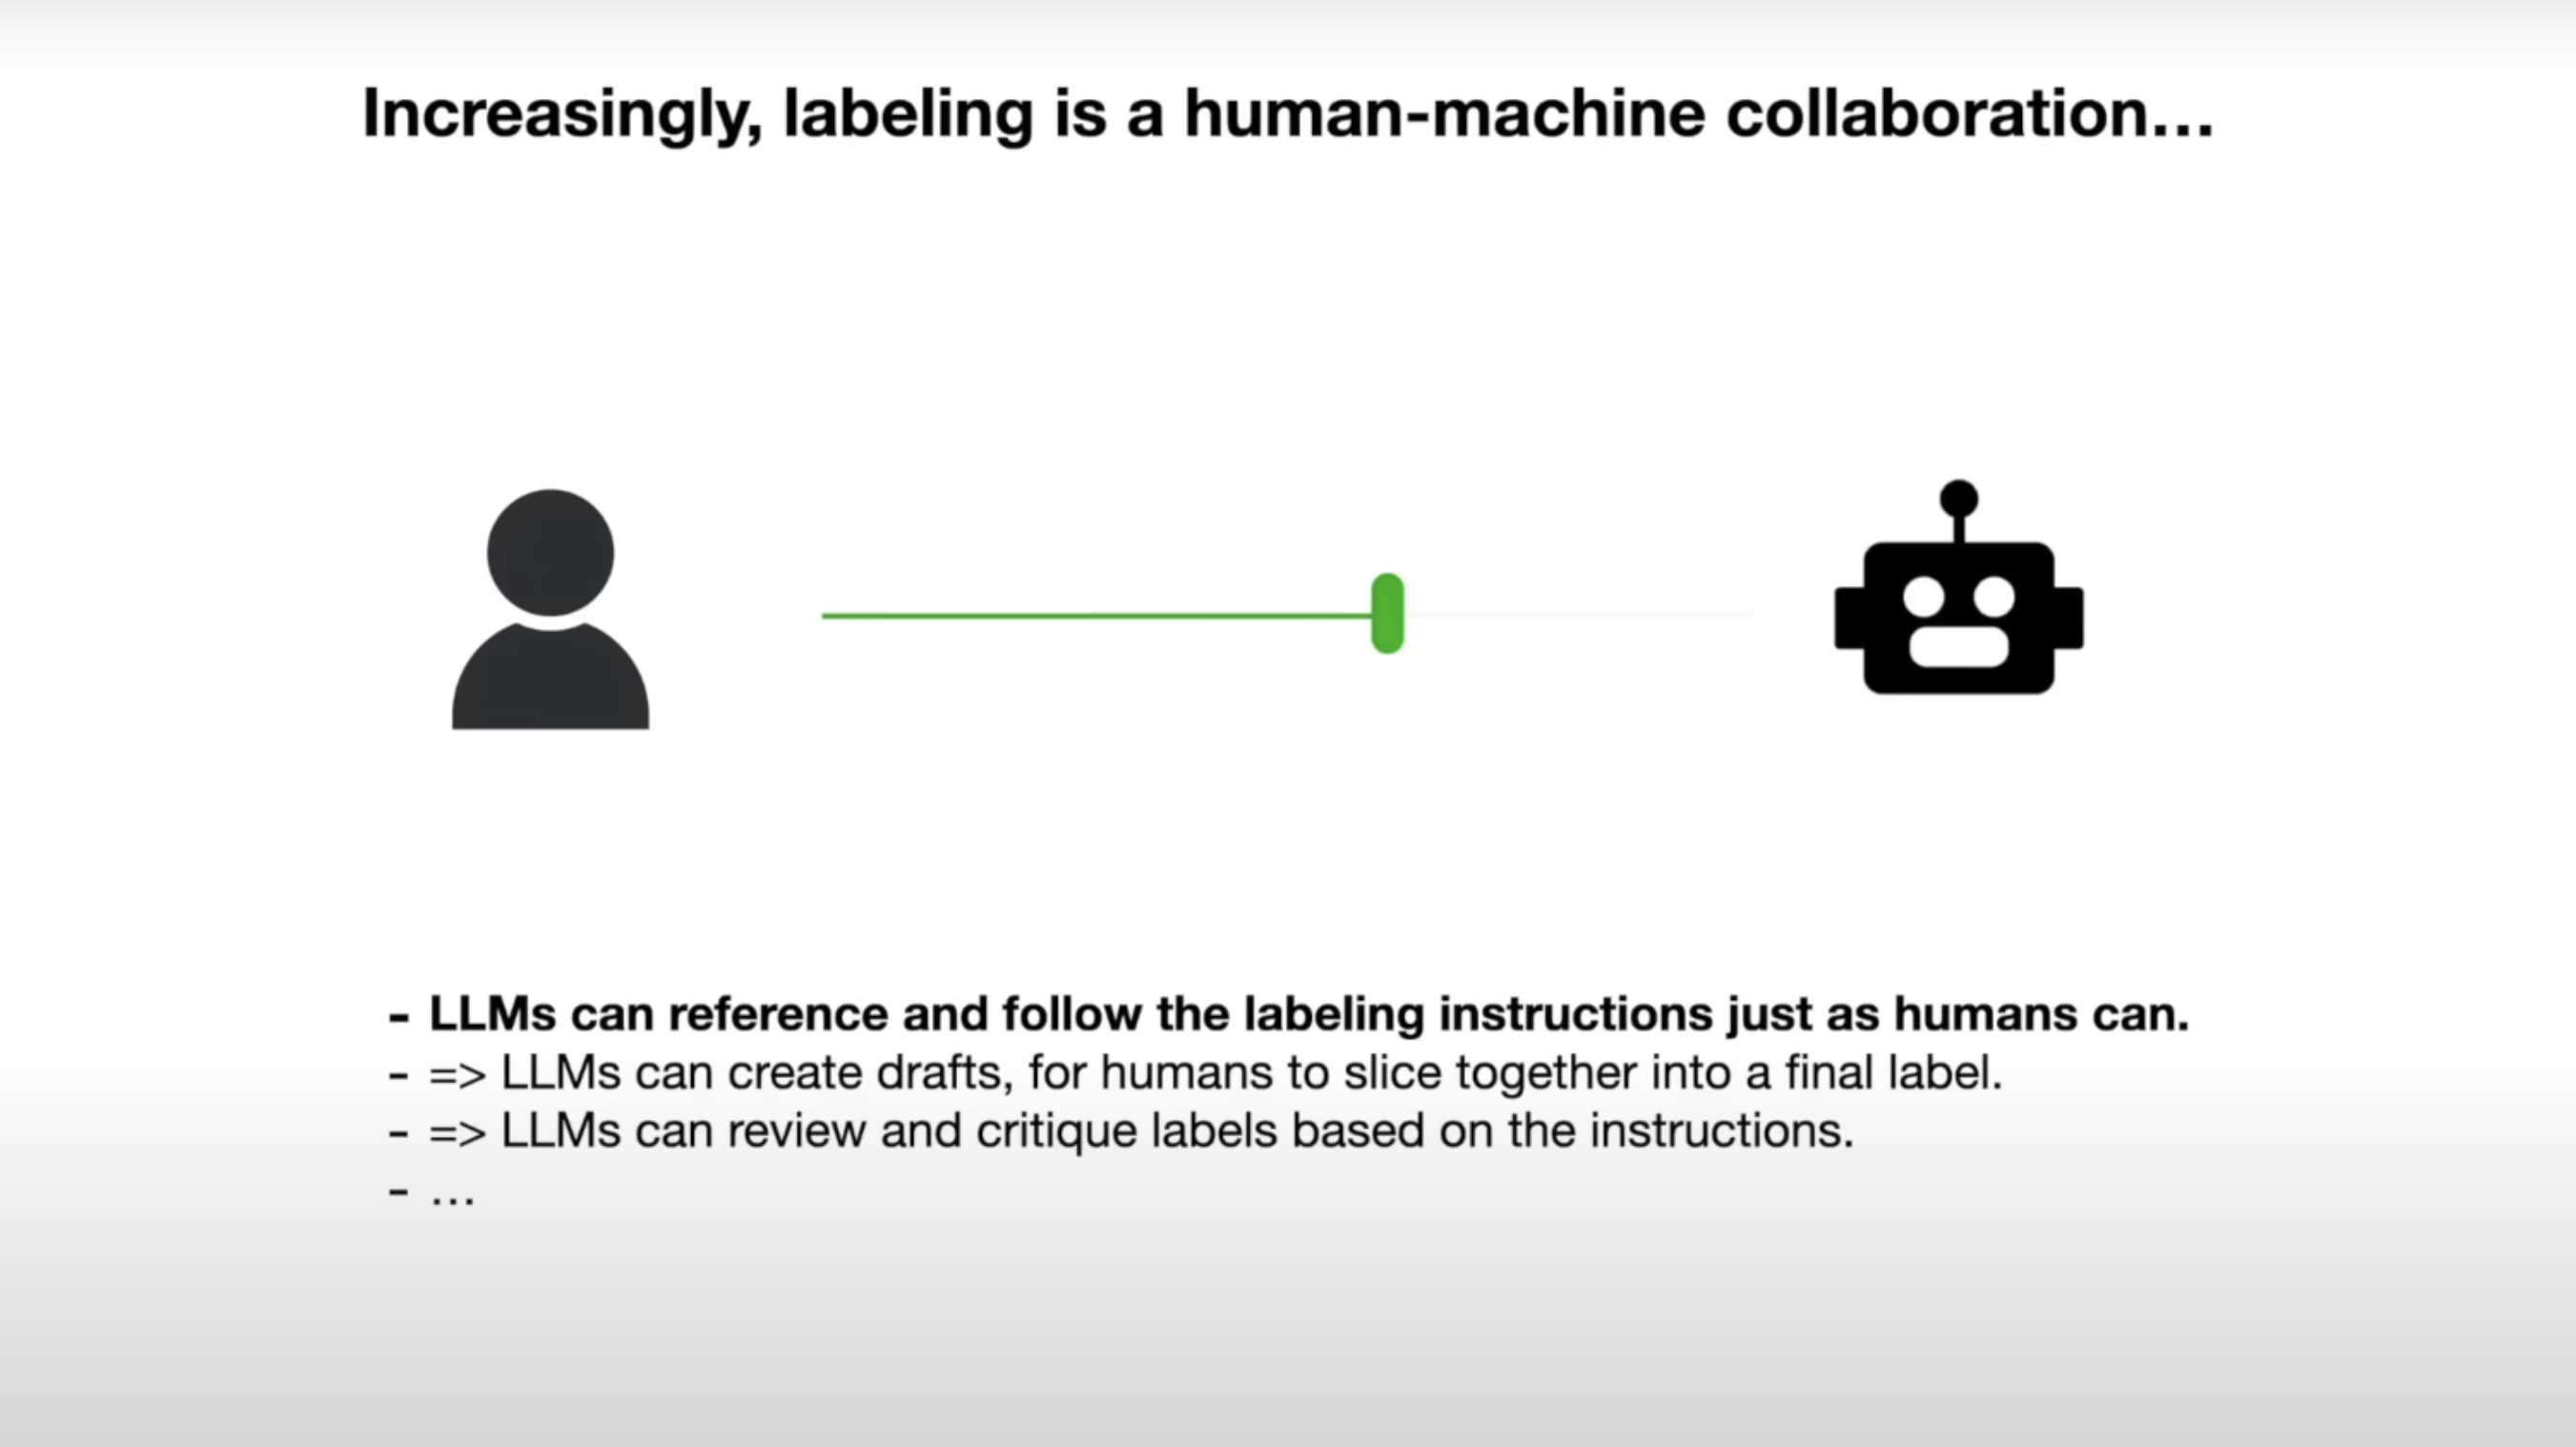 Increasingly, labeling is a human-machine collaboration…
- LLMs can reference and follow the labeling instructions just as humans can.
- => LLMs can create drafts, for humans to slice together into a final label.
- => LLMs can review and critique labels based on the instructions.
- …